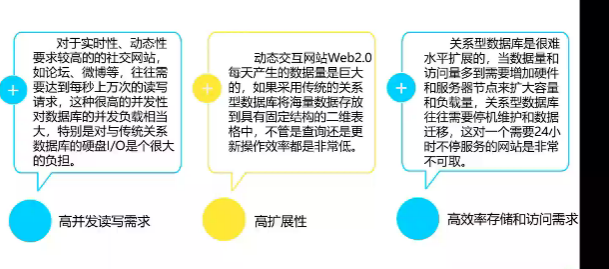 对于实时性、动态性
要求较高的的社交网站，
如论坛、微博等，往往需
要达到每秒上万次的读写
请求，这种很高的并发性
对数据库的并发负载相当
大，特别是对与传统关系
数据库的硬盘I/O是个很大
的负担。
高并发读写需求
动态交互网站Web2.0
每天产生的数据量是巨大
的，如果采用传统的关系
型数据库将海量数据存放
到具有固定结构的二维表
格中，不管是查询还是更
新操作效率都是非常低。
高扩展性
关系型数据库是很难
水平扩展的，当数据量和
访问量多到需要增加硬件
和服务器节点来扩大容量
和负载量，关系型数据库
往往需要停机维护和数据
迁移，这对一个需要24小
时不停服务的网站是非常
不可取。
高效率存储和访问需求